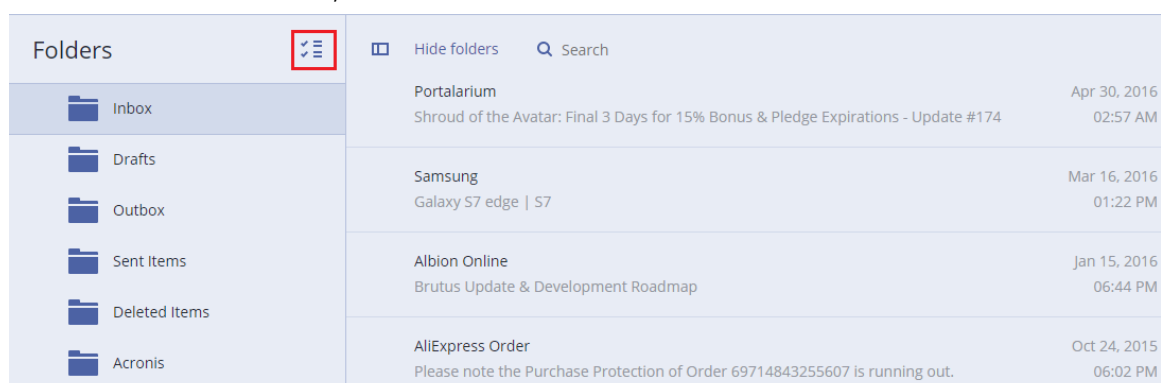 Folders
Inbox
Drafts
Outbox
Sent Items
Deleted Items
Acronis
Hide folders Search
Portalarium Apr 30, 2016
Shroud of the Avatar: Final 3 Days for 15% Bonus & Pledge Expirations - Update #174 02:57 AM
Samsung Mar 16, 2016
Galaxy S7 edge | S7 01:22 PM
Albion Online Jan 15, 2016
Brutus Update & Development Roadmap 06:44 PM
AliExpress Order Oct 24, 2015
Please note the Purchase Protection of Order 69714843255607 is running out. 06:02 PM